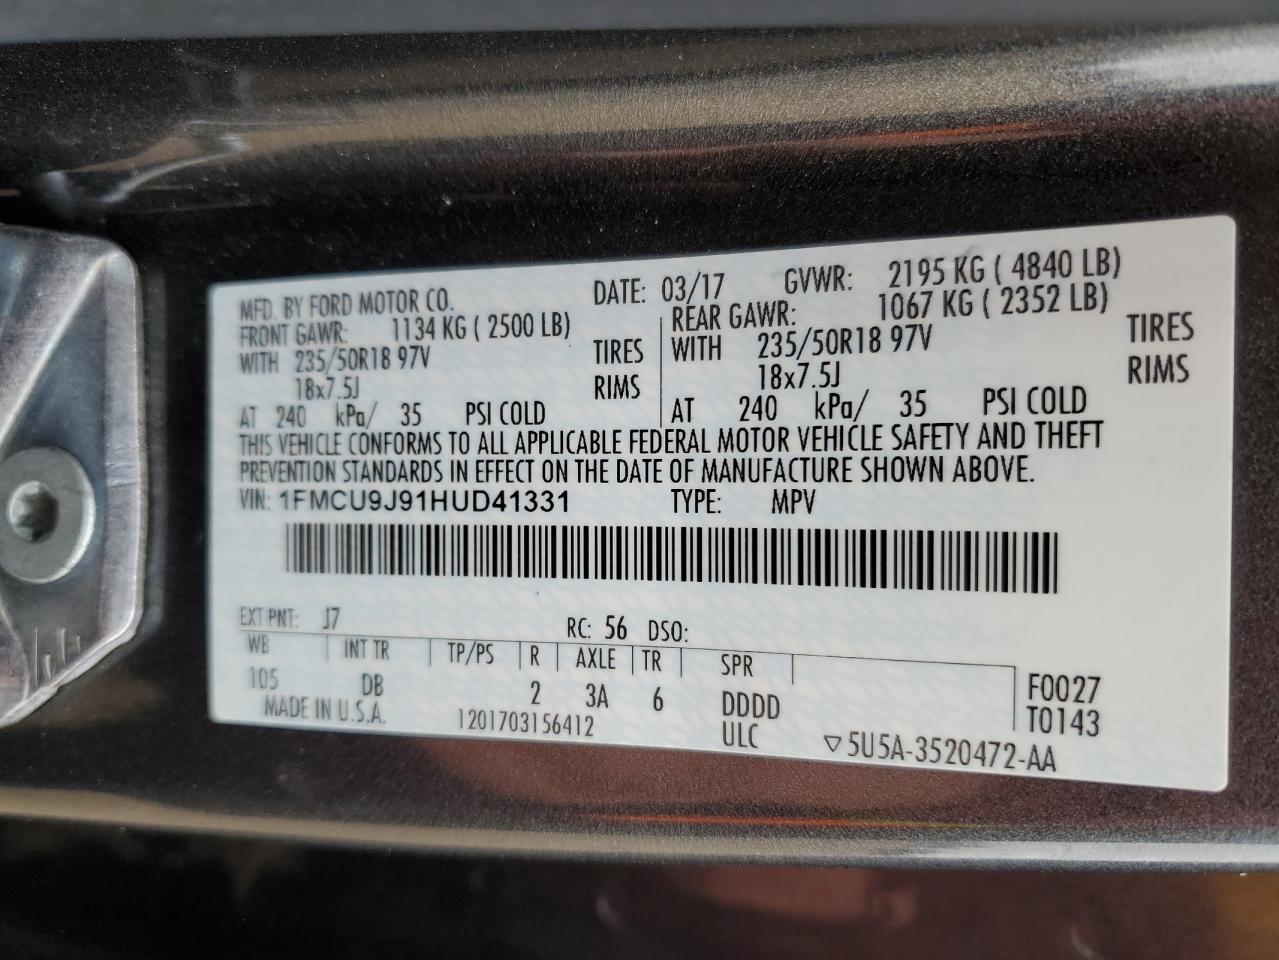 MFD. BY FORD MOTOR CO. DATE: 03/17 GVWR: 2195 KG ( 4840 LB)
FRONT GAWR: 1134 KG ( 2500 LB) REAR GAWR: 1067 KG ( 2352 LB)
WITH 235/50R18 97V TIRES WITH 235/50R18 97V TIRES
18x7.5J RIMS 18x7.5J RIMS
AT 240 kPa/ 35 PSI COLD AT 240 kPa/ 35 PSI COLD
THIS VEHICLE CONFORMS TO ALL APPLICABLE FEDERAL MOTOR VEHICLE SAFETY AND THEFT
PREVENTION STANDARDS IN EFFECT ON THE DATE OF MANUFACTURE SHOWN ABOVE.
VIN: 1FMCU9J91HUD41331 TYPE: MPV
EXT PNT: J7 RC: 56 DSO:
WB INT TR TP/PS R AXLE TR SPR
105 DB 2 3A 6 DDDD F0027
MADE IN U.S.A. 1201703156412 ULC T0143
▽5U5A-3520472-AA